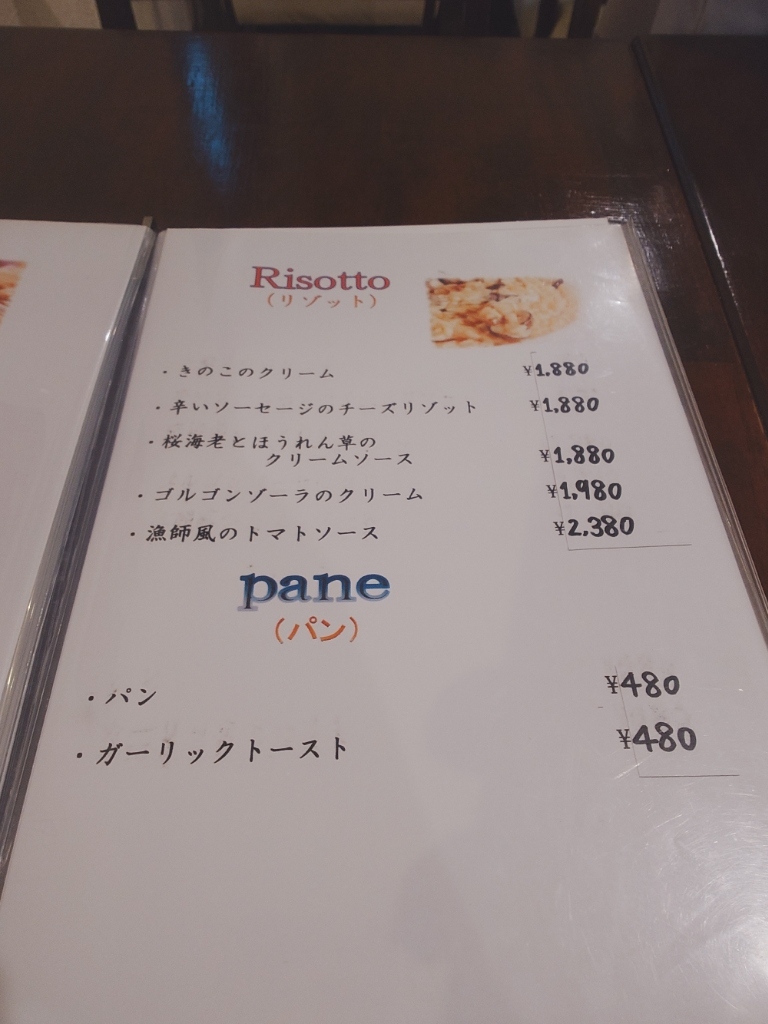 Risotto
(リゾット)
・きのこのクリーム ¥1.880
・辛いソーセージのチーズリゾット ¥1,880
・桜海老とほうれん草の
クリームソース ¥1,880
・ゴルゴンゾーラのクリーム ¥1,980
・漁師風のトマトソース ¥2,380
pane
(パン)
・パン ¥480
・ガーリックトースト ¥480